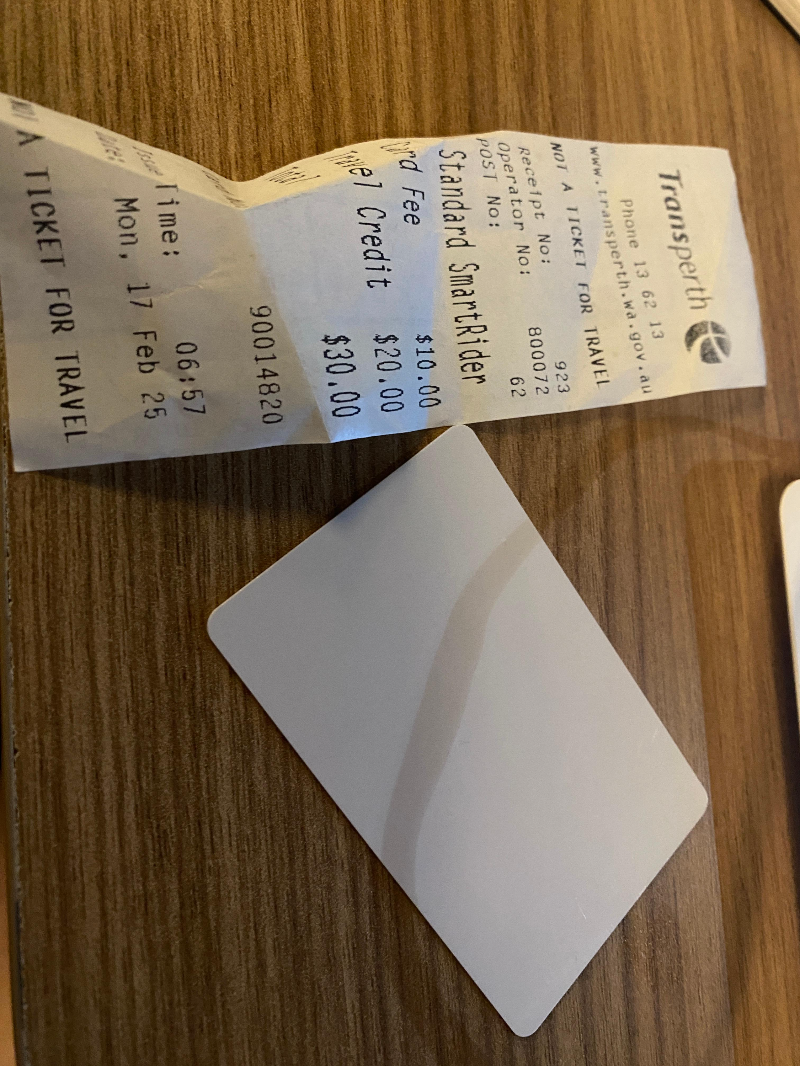 Transperth
Phone 13 62 13
www.transperth.wa.gov.au
NOT A TICKET FOR TRAVEL
Receipt No: 923
Operator No: 800072
POST No: 62
Standard SmartRider
Fee $10.00
Credit $20.00
$30.00
90014820
Time: 06:57
Mon, 17 Feb 25
A TICKET FOR TRAVEL